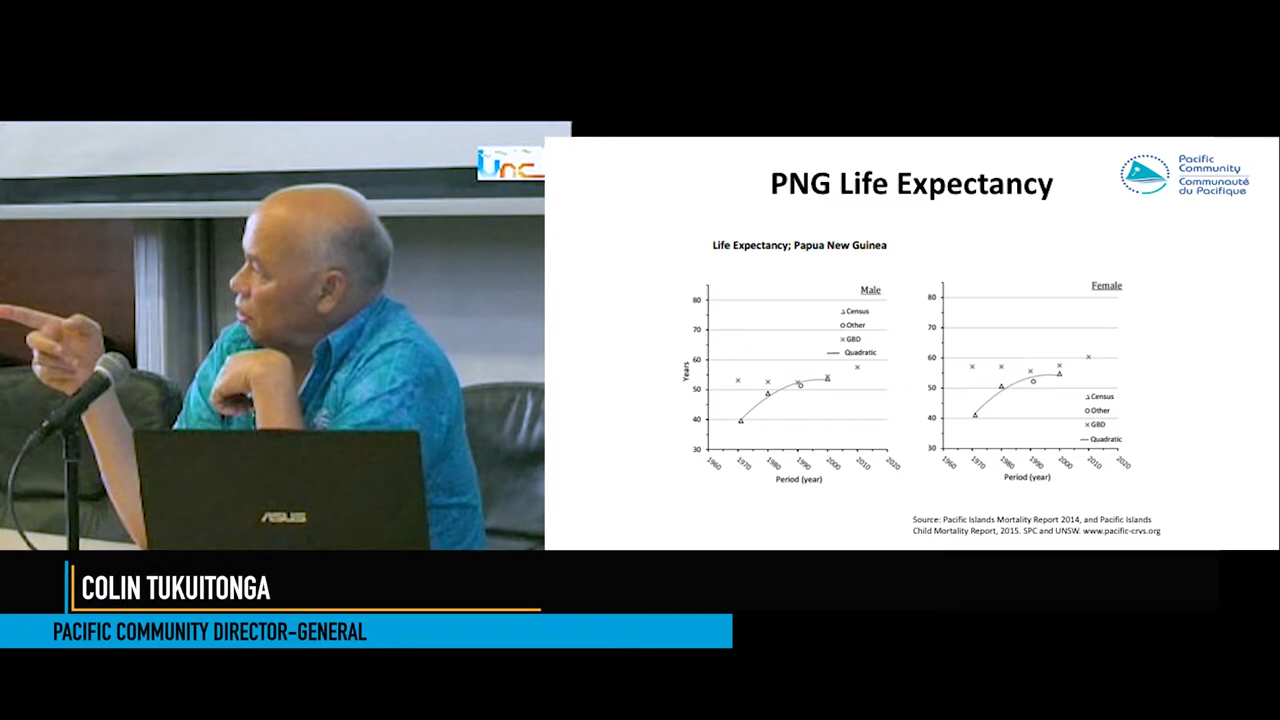 Unc
PNG Life Expectancy
Pacific
Community
Communauté
du Pacifique
Life Expectancy; Papua New Guinea
Male
Census
Other
GBD
Quadratic
Years
80
70
60
50
40
30
1960
1970
1980
1990
2000
2010
2020
Period (year)
Female
80
70
60
50
40
30
Census
Other
GBD
Quadratic
1960
1970
1980
1990
2000
2010
2020
Period (year)
Source: Pacific Islands Mortality Report 2014, and Pacific Islands
Child Mortality Report, 2015. SPC and UNSW. www.pacific-crvs.org
ASUS
COLIN TUKUITONGA
PACIFIC COMMUNITY DIRECTOR-GENERAL